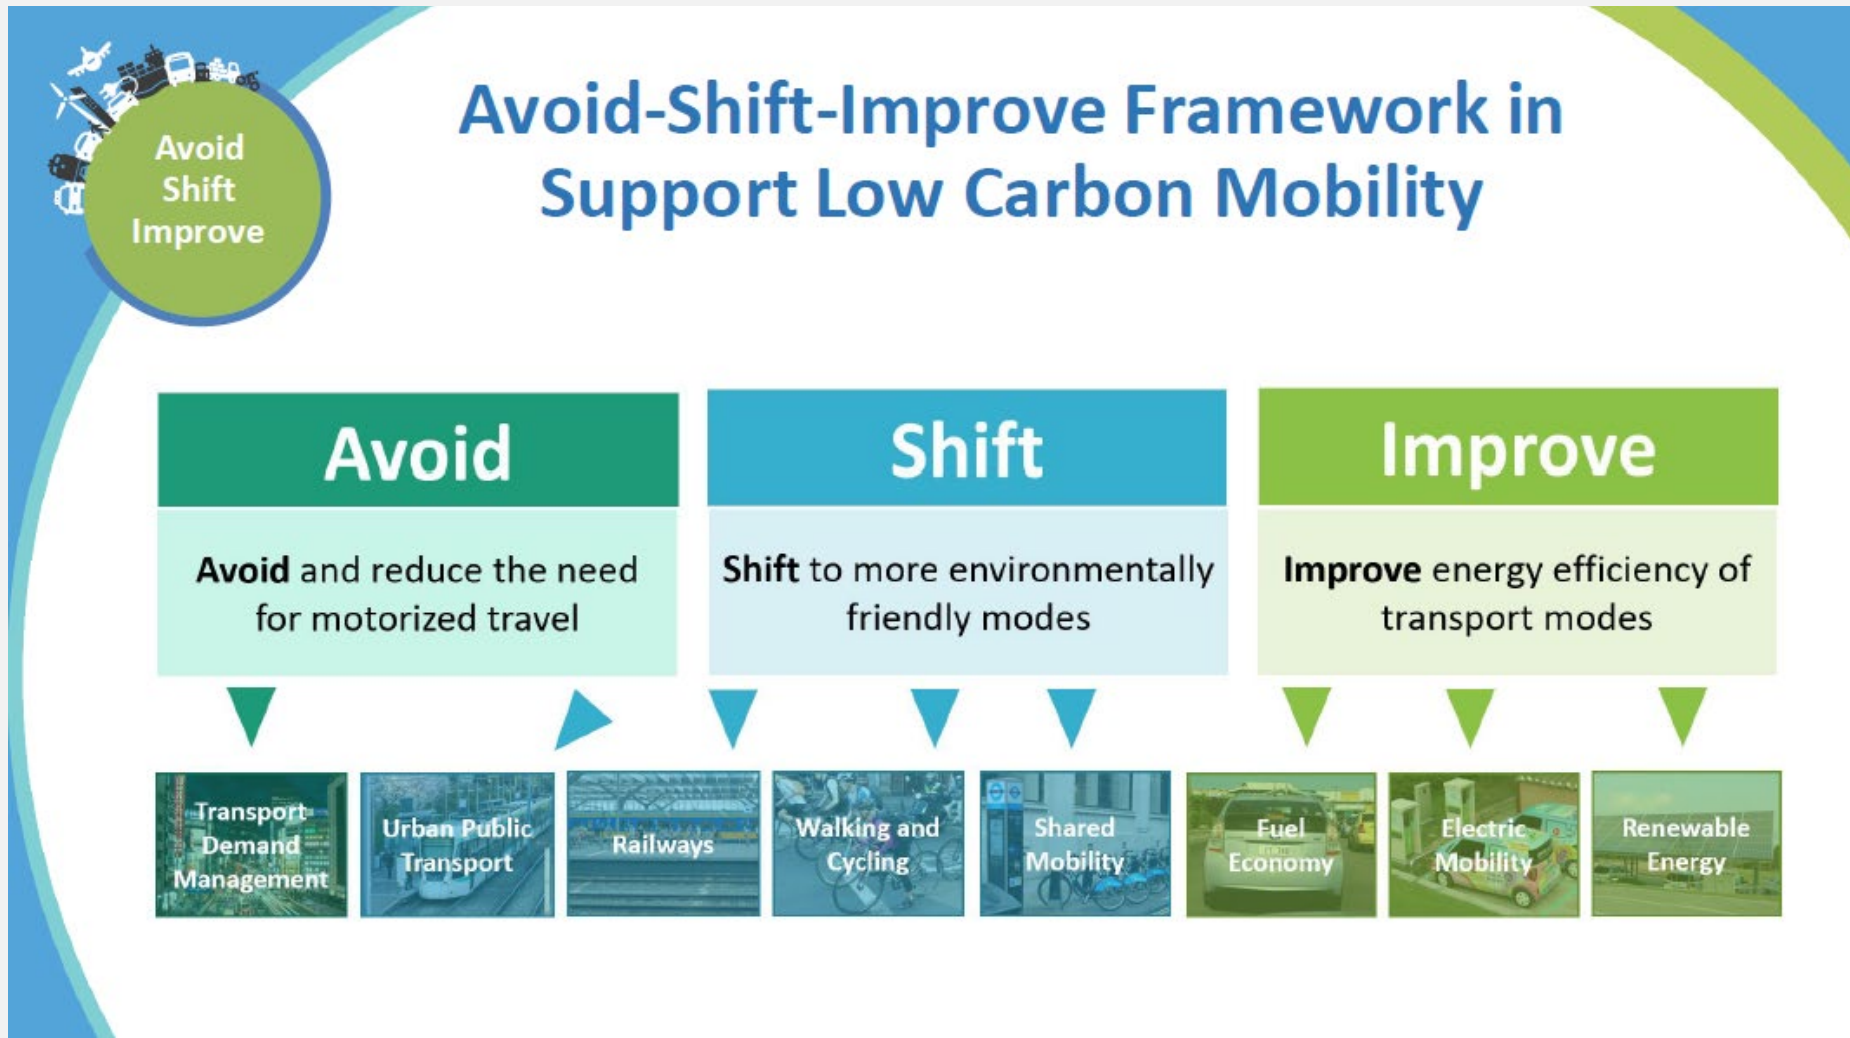 Avoid
Shift
Improve
Avoid-Shift-Improve Framework in
Support Low Carbon Mobility
Avoid
Avoid and reduce the need
for motorized travel
Shift
Shift to more environmentally
friendly modes
Improve
Improve energy efficiency of
transport modes
Transport
Demand
Management
Urban Public
Transport
Railways
Walking and
Cycling
Shared
Mobility
Fuel
Economy
Electric
Mobility
Renewable
Energy